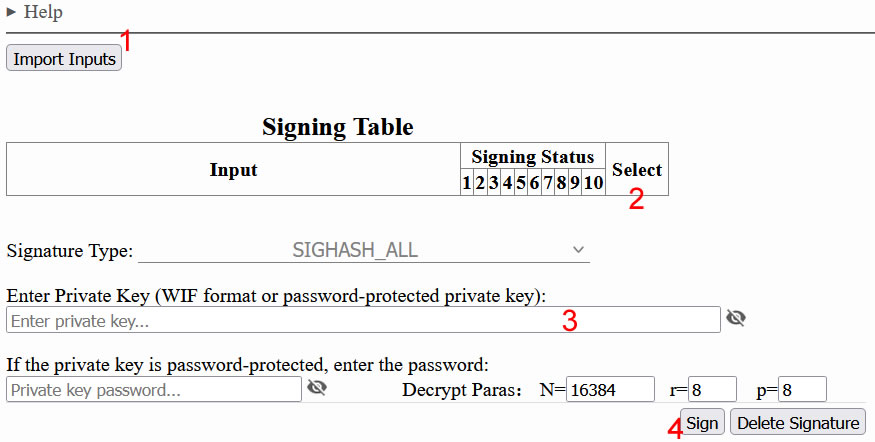 ▸ Help
1
Import Inputs
Signing Table
Input
Signing Status
Select
1 2 3 4 5 6 7 8 9 10
2
Signature Type:
SIGHASH_ALL
Enter Private Key (WIF format or password-protected private key):
Enter private key...
3
If the private key is password-protected, enter the password:
Private key password...
Decrypt Paras: N= 16384 r= 8 p= 8
4
Sign
Delete Signature